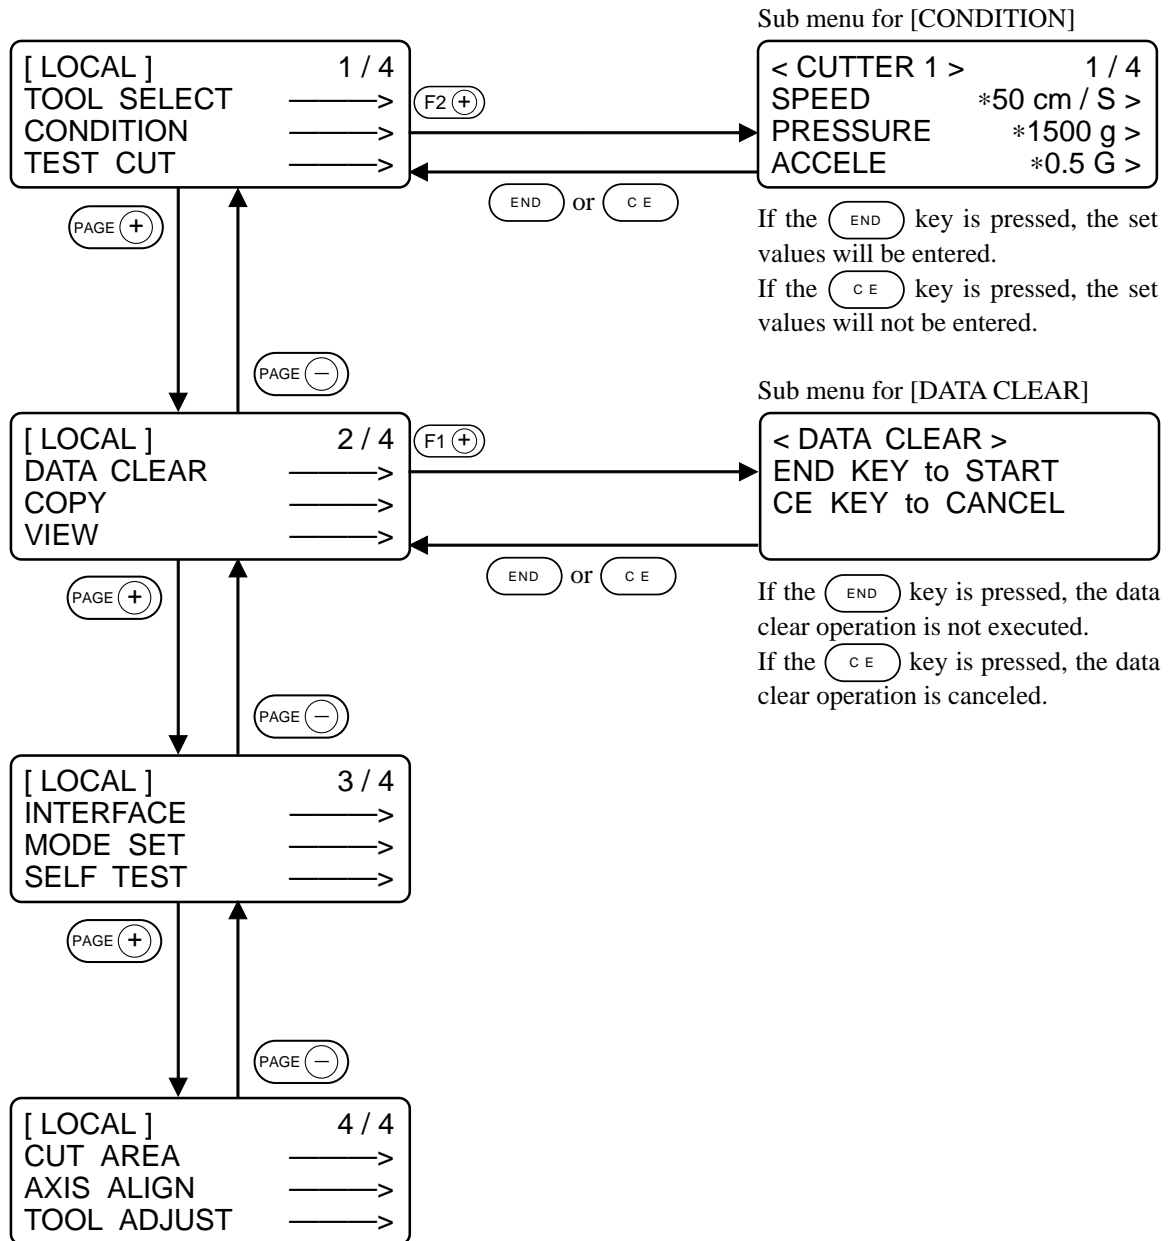 Sub menu for [CONDITION]
[ LOCAL ] 1 / 4
TOOL SELECT ———>
CONDITION ———>
TEST CUT ———>
F2 +
< CUTTER 1 > 1 / 4
SPEED *50 cm / S >
PRESSURE *1500 g >
ACCELE *0.5 G >
END or C E
PAGE +
If the END key is pressed, the set
values will be entered.
If the C E key is pressed, the set
values will not be entered.
PAGE −
Sub menu for [DATA CLEAR]
[ LOCAL ] 2 / 4
DATA CLEAR ———>
COPY ———>
VIEW ———>
F1 +
< DATA CLEAR >
END KEY to START
CE KEY to CANCEL
END or C E
PAGE +
If the END key is pressed, the data
clear operation is not executed.
If the C E key is pressed, the data
clear operation is canceled.
PAGE −
[ LOCAL ] 3 / 4
INTERFACE ———>
MODE SET ———>
SELF TEST ———>
PAGE +
PAGE −
[ LOCAL ] 4 / 4
CUT AREA ———>
AXIS ALIGN ———>
TOOL ADJUST ———>